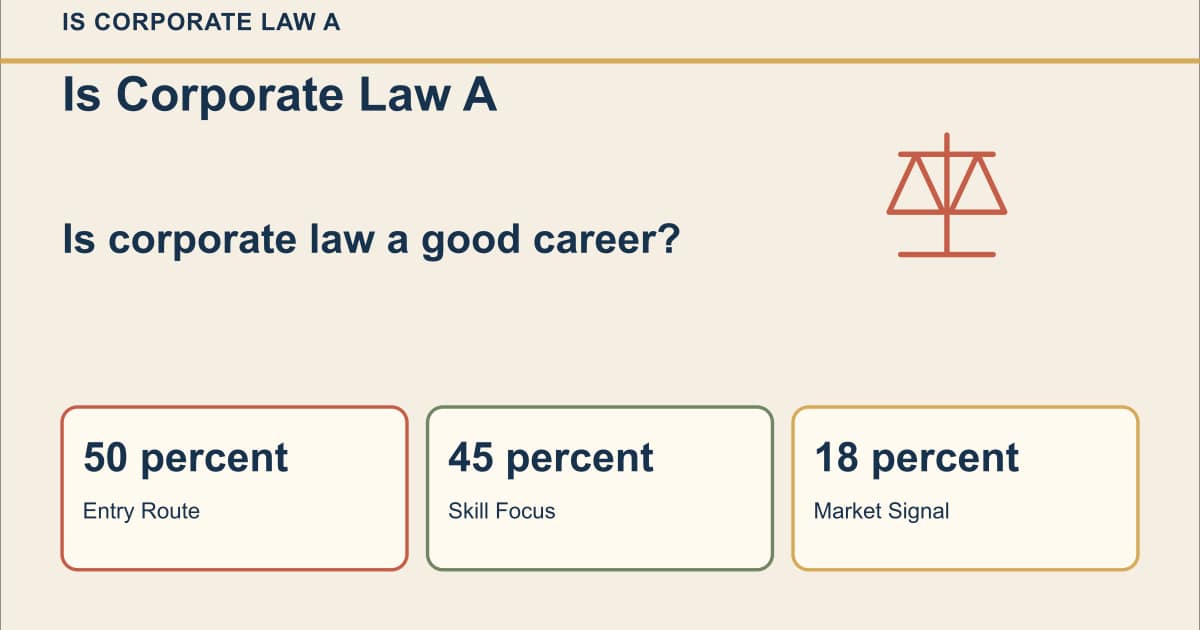 IS CORPORATE LAW A
Is Corporate Law A
Is corporate law a good career?
50 percent
Entry Route
45 percent
Skill Focus
18 percent
Market Signal